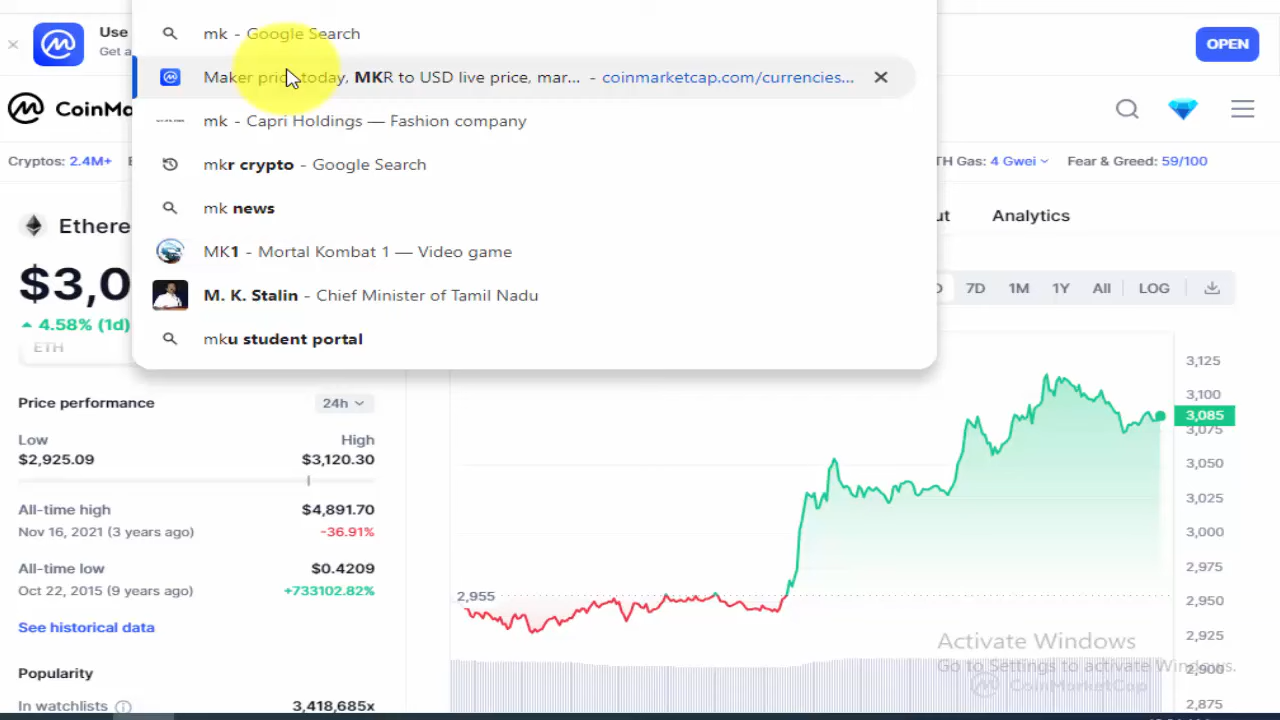 mk - Google Search
Use
Get a
OPEN
Maker price today, MKR to USD live price, mar... - coinmarketcap.com/currencies...
CoinMa
mk - Capri Holdings — Fashion company
Cryptos: 2.4M+
mkr crypto - Google Search
TH Gas: 4 Gwei
Fear & Greed: 59/100
mk news
Ethere
ut
Analytics
MK1 - Mortal Kombat 1 — Video game
$3,0
M. K. Stalin - Chief Minister of Tamil Nadu
D
7D
1M
1Y
All
LOG
4.58% (1d)
mku student portal
ETH
3,125
Price performance
24h
3,100
3,085
3,075
Low
High
$2,925.09
$3,120.30
3,050
3,025
All-time high
$4,891.70
Nov 16, 2021 (3 years ago)
-36.91%
3,000
All-time low
$0.4209
2,975
Oct 22, 2015 (9 years ago)
+733102.82%
2,955
2,950
See historical data
2,925
Activate Windows
Go to Settings to activate Windows.
2,900
Popularity
CoinMarketCap
In watchlists
3,418,685x
2,875